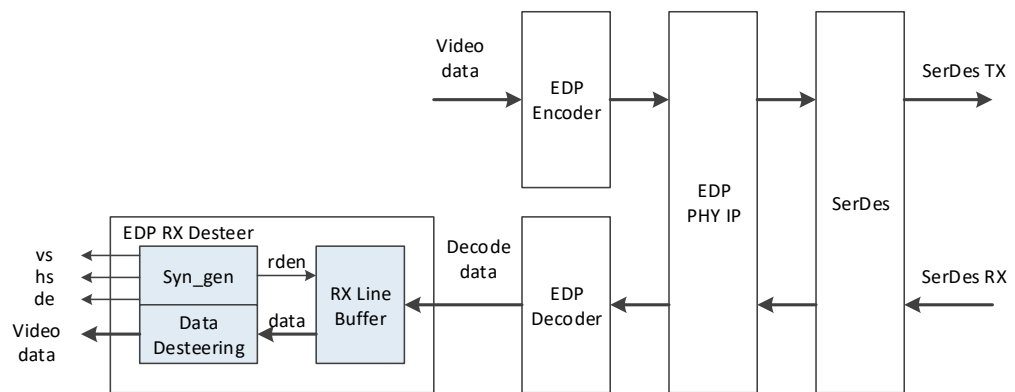 Video
data
EDP
Encoder
SerDes TX
EDP
PHY IP
SerDes
EDP RX Desteer
vs
hs
de
Syn_gen
rden
RX Line
Buffer
Decode
data
EDP
Decoder
SerDes RX
Video
data
Data
Desteering
data